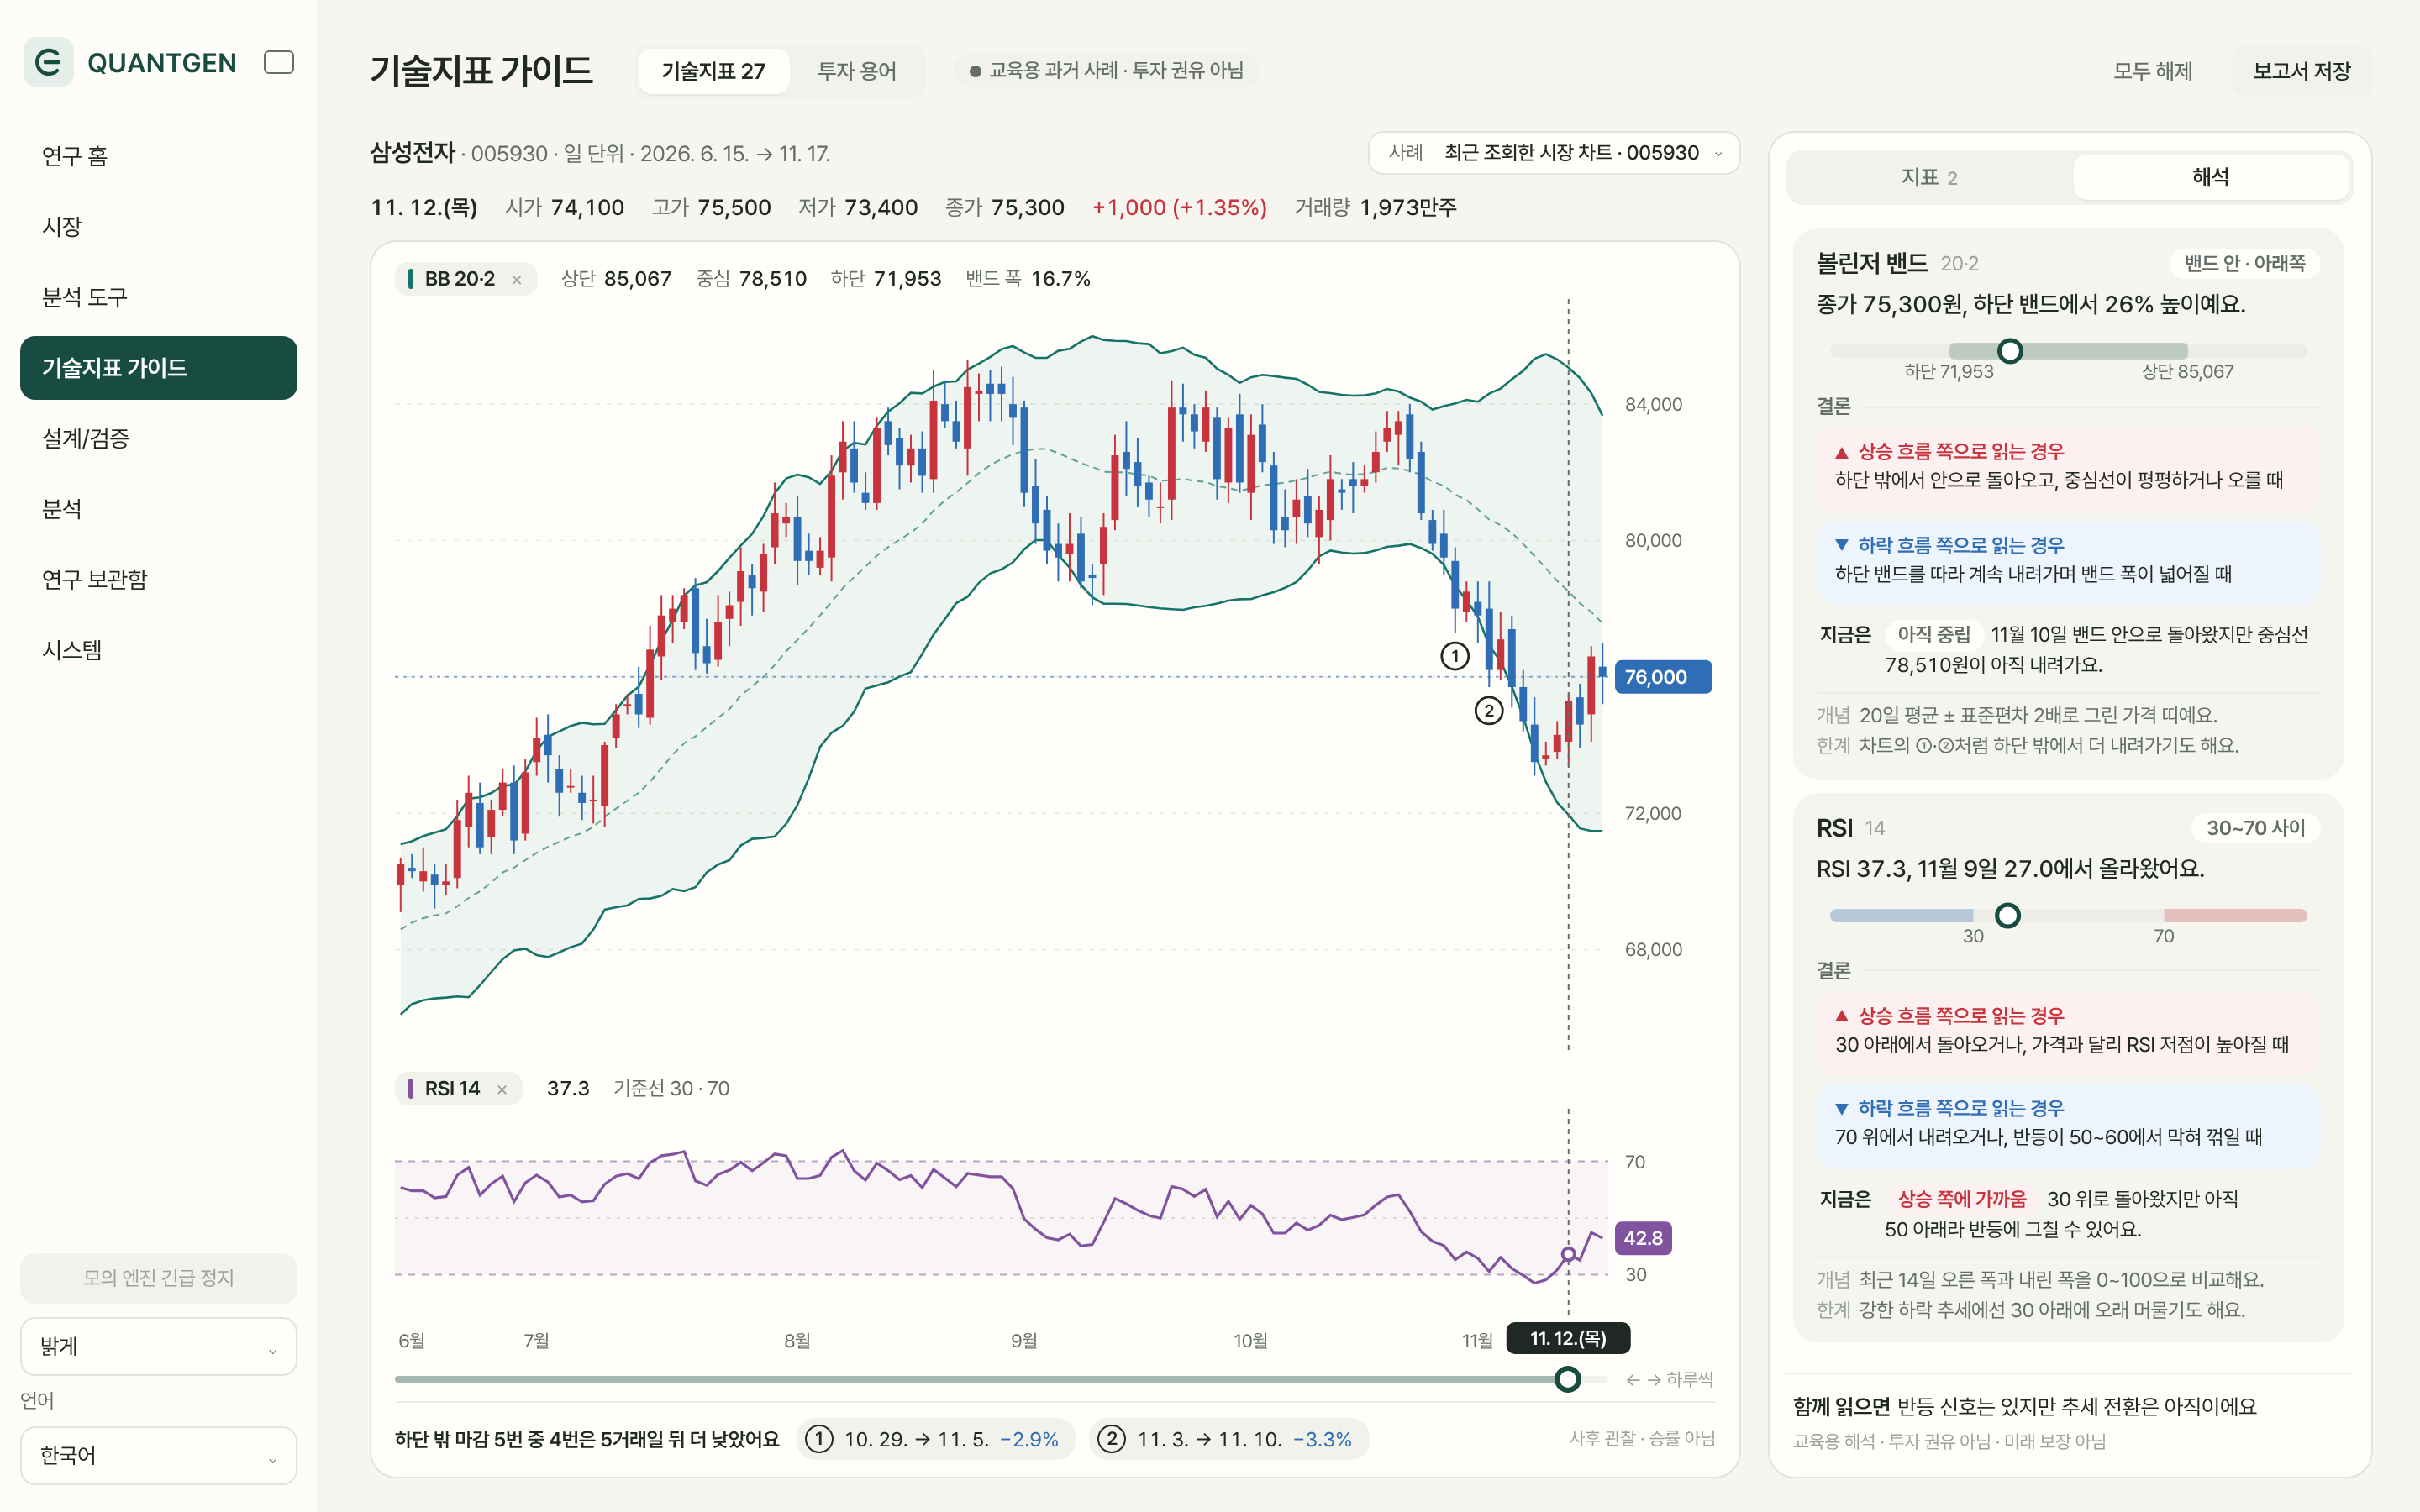 QUANTGEN
연구 홈
시장
분석 도구
기술지표 가이드
설계/검증
분석
연구 보관함
시스템
모의 엔진 긴급 정지
밝게
언어
한국어
기술지표 가이드
기술지표 27
투자 용어
교육용 과거 사례 · 투자 권유 아님
모두 해제
보고서 저장
삼성전자 · 005930 · 일 단위 · 2026. 6. 15. → 11. 17.
사례 최근 조회한 시장 차트 · 005930
11. 12.(목) 시가 74,100 고가 75,500 저가 73,400 종가 75,300 +1,000 (+1.35%) 거래량 1,973만주
BB 20·2 × 상단 85,067 중심 78,510 하단 71,953 밴드 폭 16.7%
84,000
80,000
76,000
72,000
68,000
①
②
RSI 14 × 37.3 기준선 30 · 70
70
42.8
30
6월 7월 8월 9월 10월 11월 11. 12.(목)
← → 하루씩
하단 밖 마감 5번 중 4번은 5거래일 뒤 더 낮았어요 ① 10. 29. → 11. 5. −2.9% ② 11. 3. → 11. 10. −3.3% 사후 관찰 · 승률 아님
지표 2
해석
볼린저 밴드 20·2 밴드 안 · 아래쪽
종가 75,300원, 하단 밴드에서 26% 높이예요.
하단 71,953 상단 85,067
결론
▲ 상승 흐름 쪽으로 읽는 경우
하단 밖에서 안으로 돌아오고, 중심선이 평평하거나 오를 때
▼ 하락 흐름 쪽으로 읽는 경우
하단 밴드를 따라 계속 내려가며 밴드 폭이 넓어질 때
지금은 아직 중립 11월 10일 밴드 안으로 돌아왔지만 중심선
78,510원이 아직 내려가요.
개념 20일 평균 ± 표준편차 2배로 그린 가격 띠예요.
한계 차트의 ①·②처럼 하단 밖에서 더 내려가기도 해요.
RSI 14 30~70 사이
RSI 37.3, 11월 9일 27.0에서 올라왔어요.
30 70
결론
▲ 상승 흐름 쪽으로 읽는 경우
30 아래에서 돌아오거나, 가격과 달리 RSI 저점이 높아질 때
▼ 하락 흐름 쪽으로 읽는 경우
70 위에서 내려오거나, 반등이 50~60에서 막혀 꺾일 때
지금은 상승 쪽에 가까움 30 위로 돌아왔지만 아직
50 아래라 반등에 그칠 수 있어요.
개념 최근 14일 오른 폭과 내린 폭을 0~100으로 비교해요.
한계 강한 하락 추세에선 30 아래에 오래 머물기도 해요.
함께 읽으면 반등 신호는 있지만 추세 전환은 아직이에요
교육용 해석 · 투자 권유 아님 · 미래 보장 아님